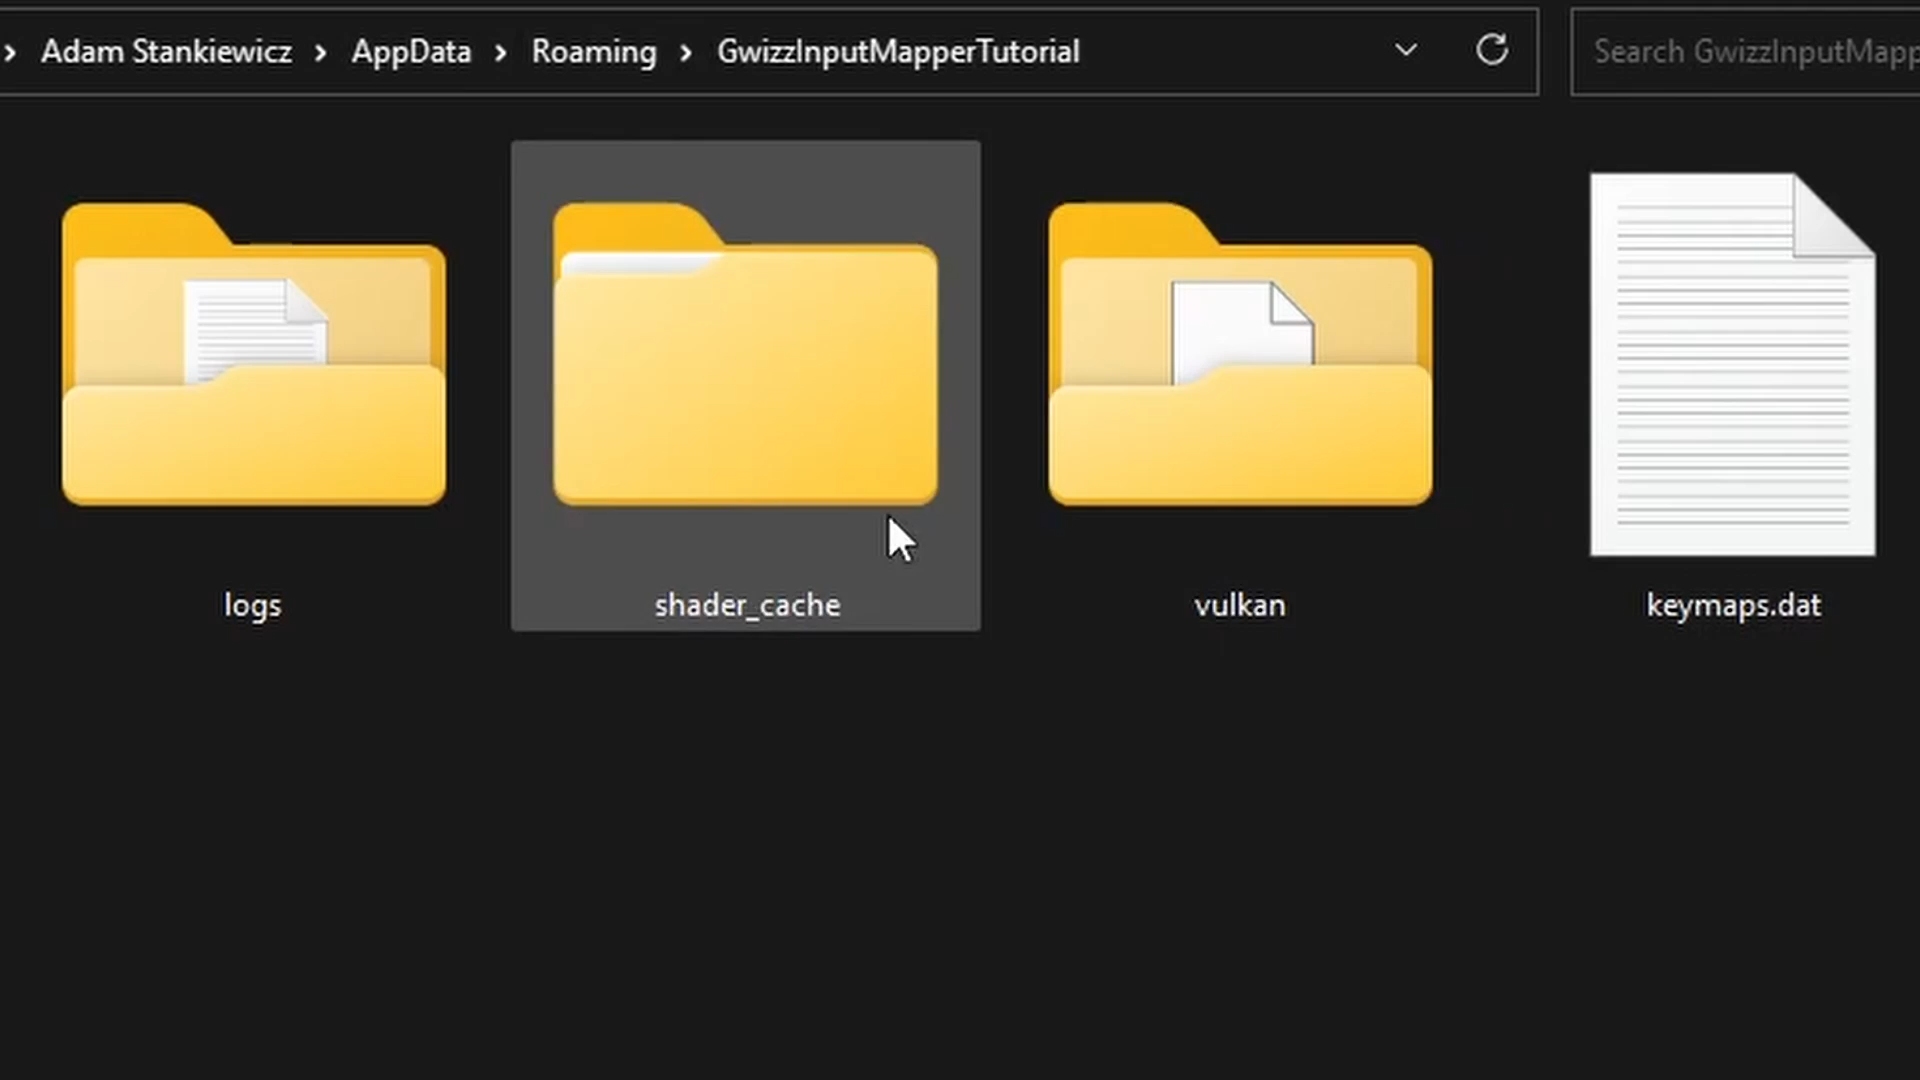 Adam Stankiewicz > AppData > Roaming > GwizzInputMapperTutorial
Search GwizzInputMapp
logs
shader_cache
vulkan
keymaps.dat